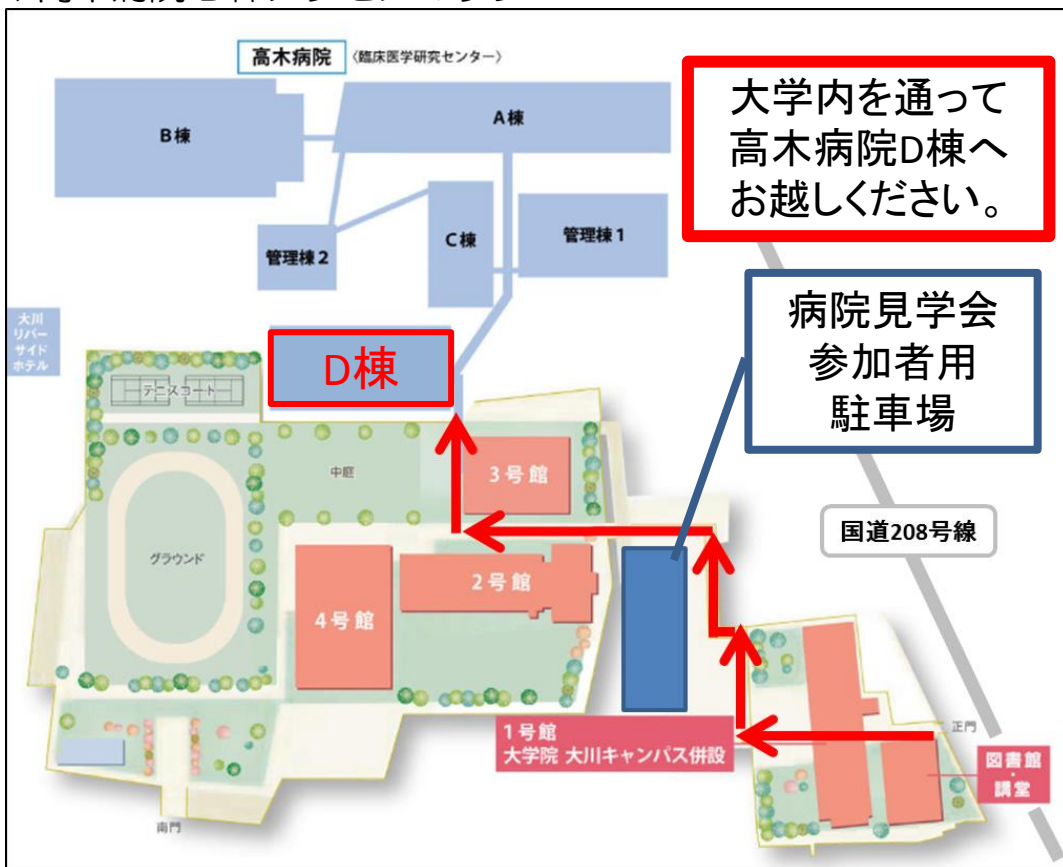 高木病院 〈臨床医学研究センター〉
B棟
A棟
大学内を通って
高木病院D棟へ
お越しください。
管理棟2
C棟
管理棟1
病院見学会
参加者用
駐車場
大川
リバー
サイド
ホテル
D棟
テニスコート
中庭
3号館
国道208号線
グラウンド
2号館
4号館
1号館
大学院 大川キャンパス併設
正門
図書館
・
講堂
南門